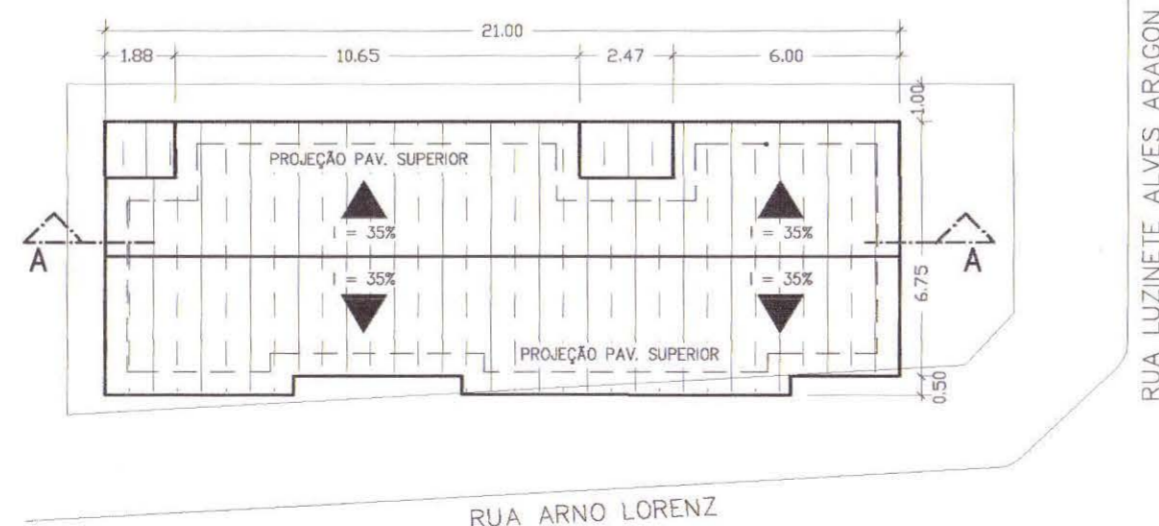 21.00
1.88
10.65
2.47
6.00
1.00
PROJEÇÃO PAV. SUPERIOR
I = 35%
I = 35%
A
A
I = 35%
I = 35%
6.75
PROJEÇÃO PAV. SUPERIOR
0.50
RUA ARNO LORENZ
RUA LUZINETE ALVES ARAGON